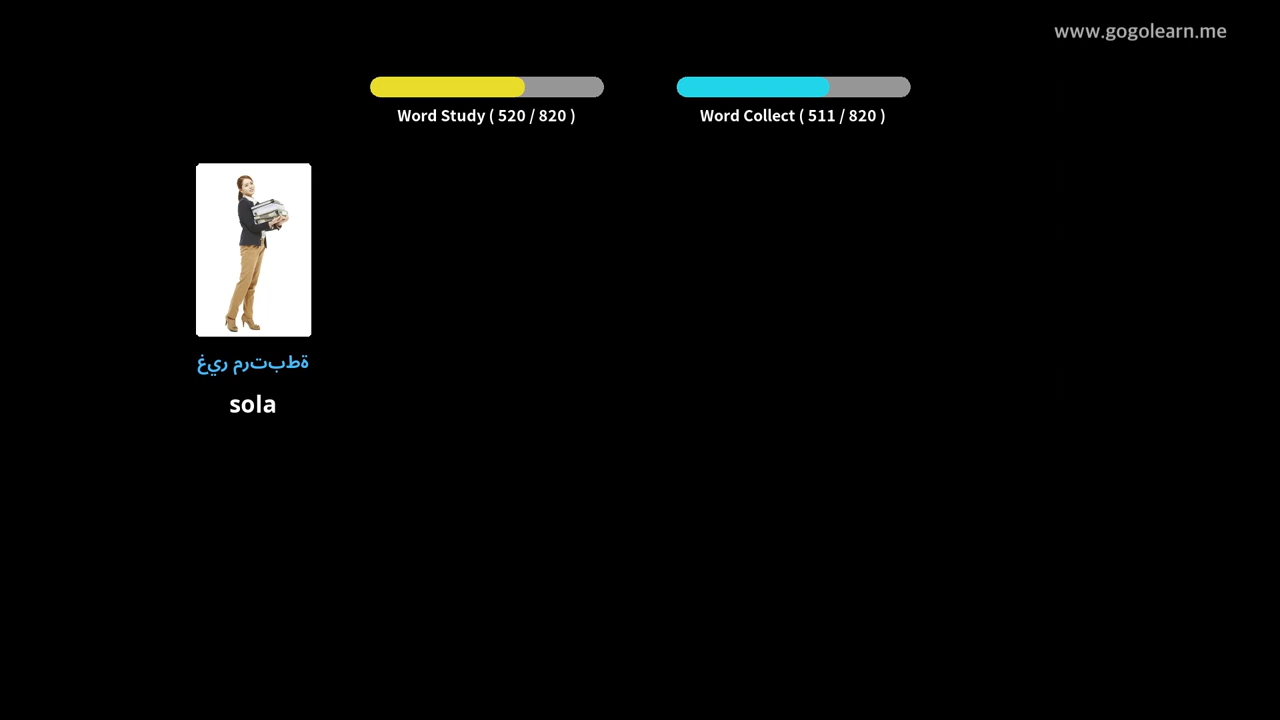 www.gogolearn.me
Word Study ( 520 / 820 )
Word Collect ( 511 / 820 )
غير مرتبطة
sola